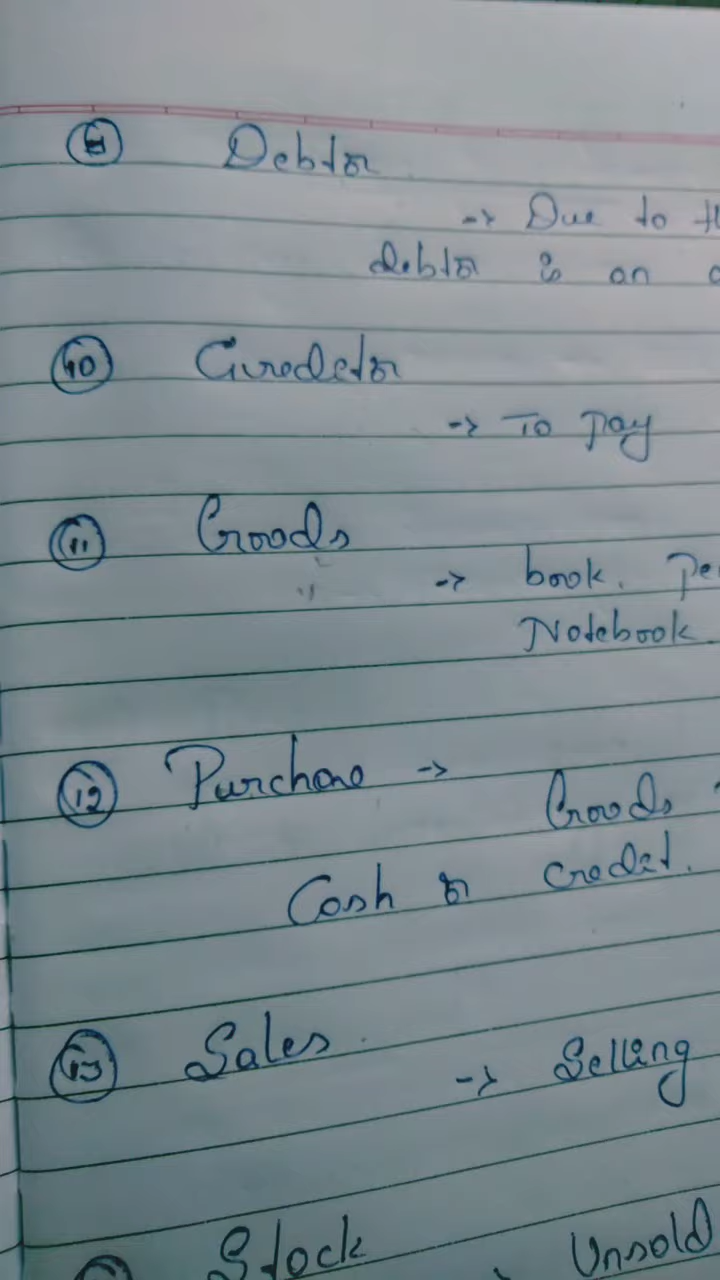 Debtor
-> Due to
debtor is an
10 Creditor
-> To Pay
11 Goods
-> book. Pe
Notebook
12 Purchase -> Goods
Cash or credit.
13 Sales.
-> Selling
Stock Unsold